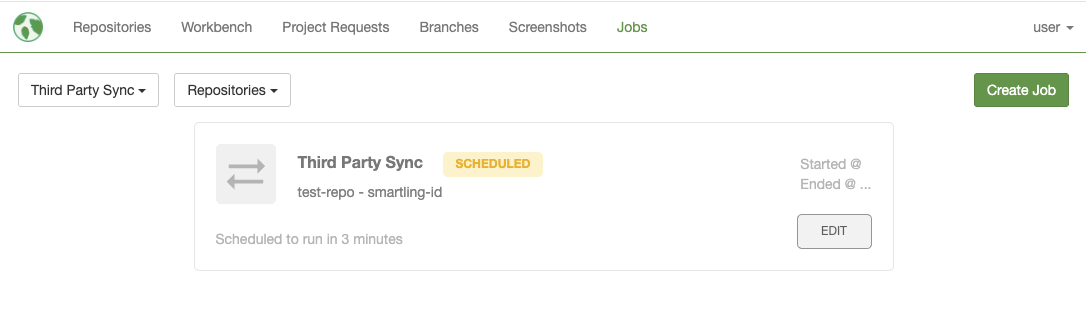 Repositories Workbench Project Requests Branches Screenshots Jobs user
Third Party Sync Repositories Create Job
Third Party Sync SCHEDULED
test-repo - smartling-id
Started @
Ended @ ...
Scheduled to run in 3 minutes
EDIT